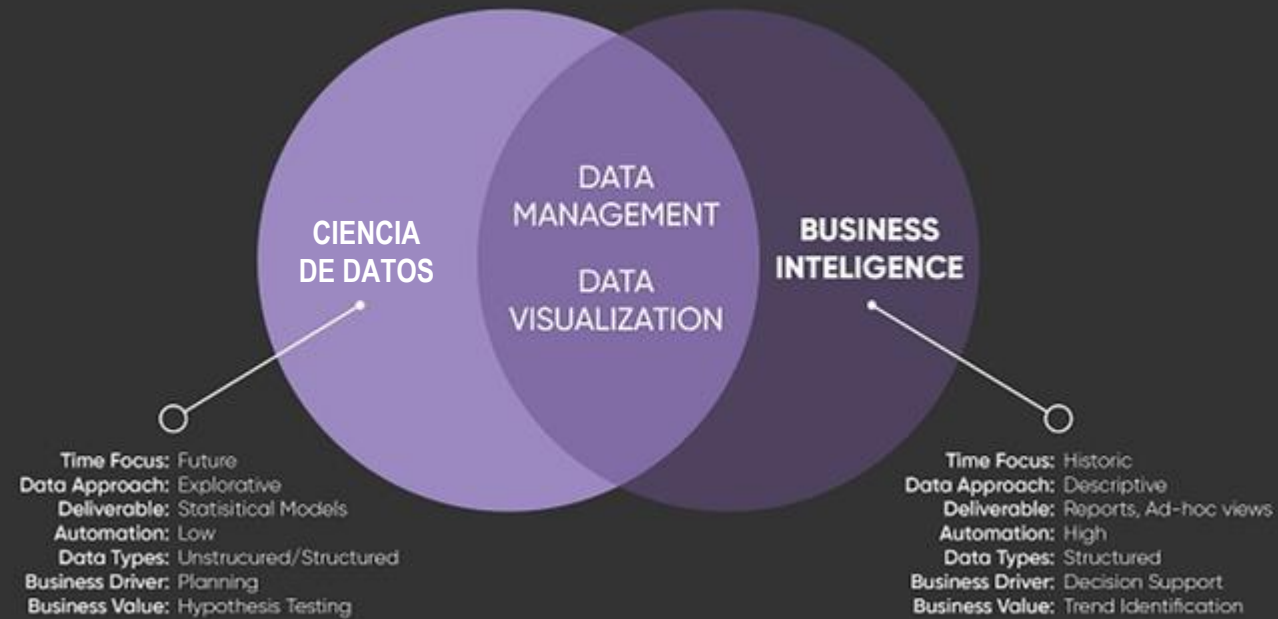 CIENCIA
DE DATOS
DATA
MANAGEMENT
DATA
VISUALIZATION
BUSINESS
INTELIGENCE
Time Focus: Future
Data Approach: Explorative
Deliverable: Statisitical Models
Automation: Low
Data Types: Unstrucured/Structured
Business Driver: Planning
Business Value: Hypothesis Testing
Time Focus: Historic
Data Approach: Descriptive
Deliverable: Reports, Ad-hoc views
Automation: High
Data Types: Structured
Business Driver: Decision Support
Business Value: Trend Identification